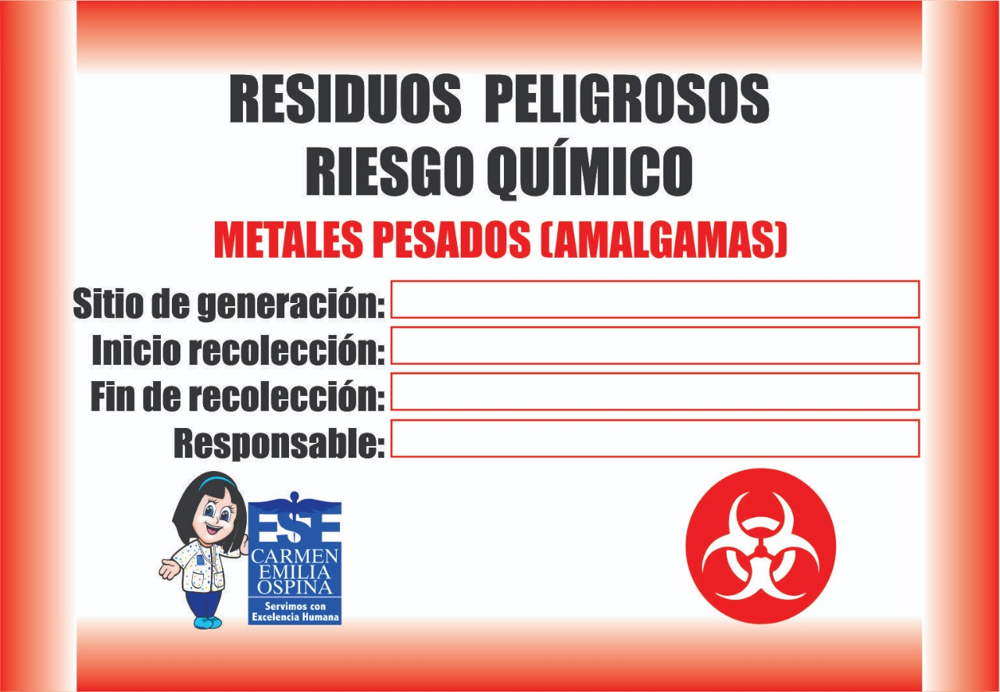 RESIDUOS PELIGROSOS
RIESGO QUÍMICO
METALES PESADOS (AMALGAMAS)
Sitio de generación:
Inicio recolección:
Fin de recolección:
Responsable:
ESE
CARMEN
EMILIA
OSPINA
Servimos con
Excelencia Humana